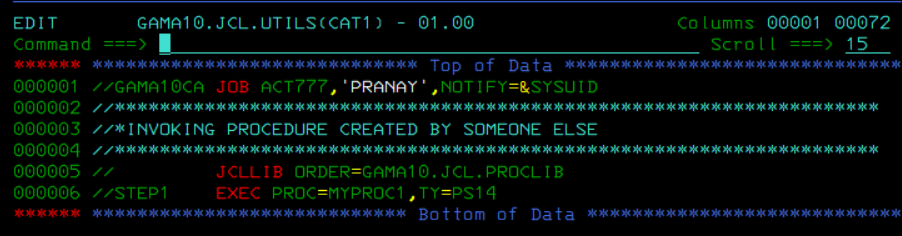 EDIT       GAMA10.JCL.UTILS(CAT1) - 01.00                  Columns 00001 00072
Command ===>                                                  Scroll ===> 15
****** ***************************** Top of Data ******************************
000001 //GAMA10CA JOB ACT777,'PRANAY',NOTIFY=&SYSUID
000002 //*********************************************************************
000003 //*INVOKING PROCEDURE CREATED BY SOMEONE ELSE
000004 //*********************************************************************
000005 //         JCLLIB ORDER=GAMA10.JCL.PROCLIB
000006 //STEP1    EXEC PROC=MYPROC1,TY=PS14
****** **************************** Bottom of Data ****************************